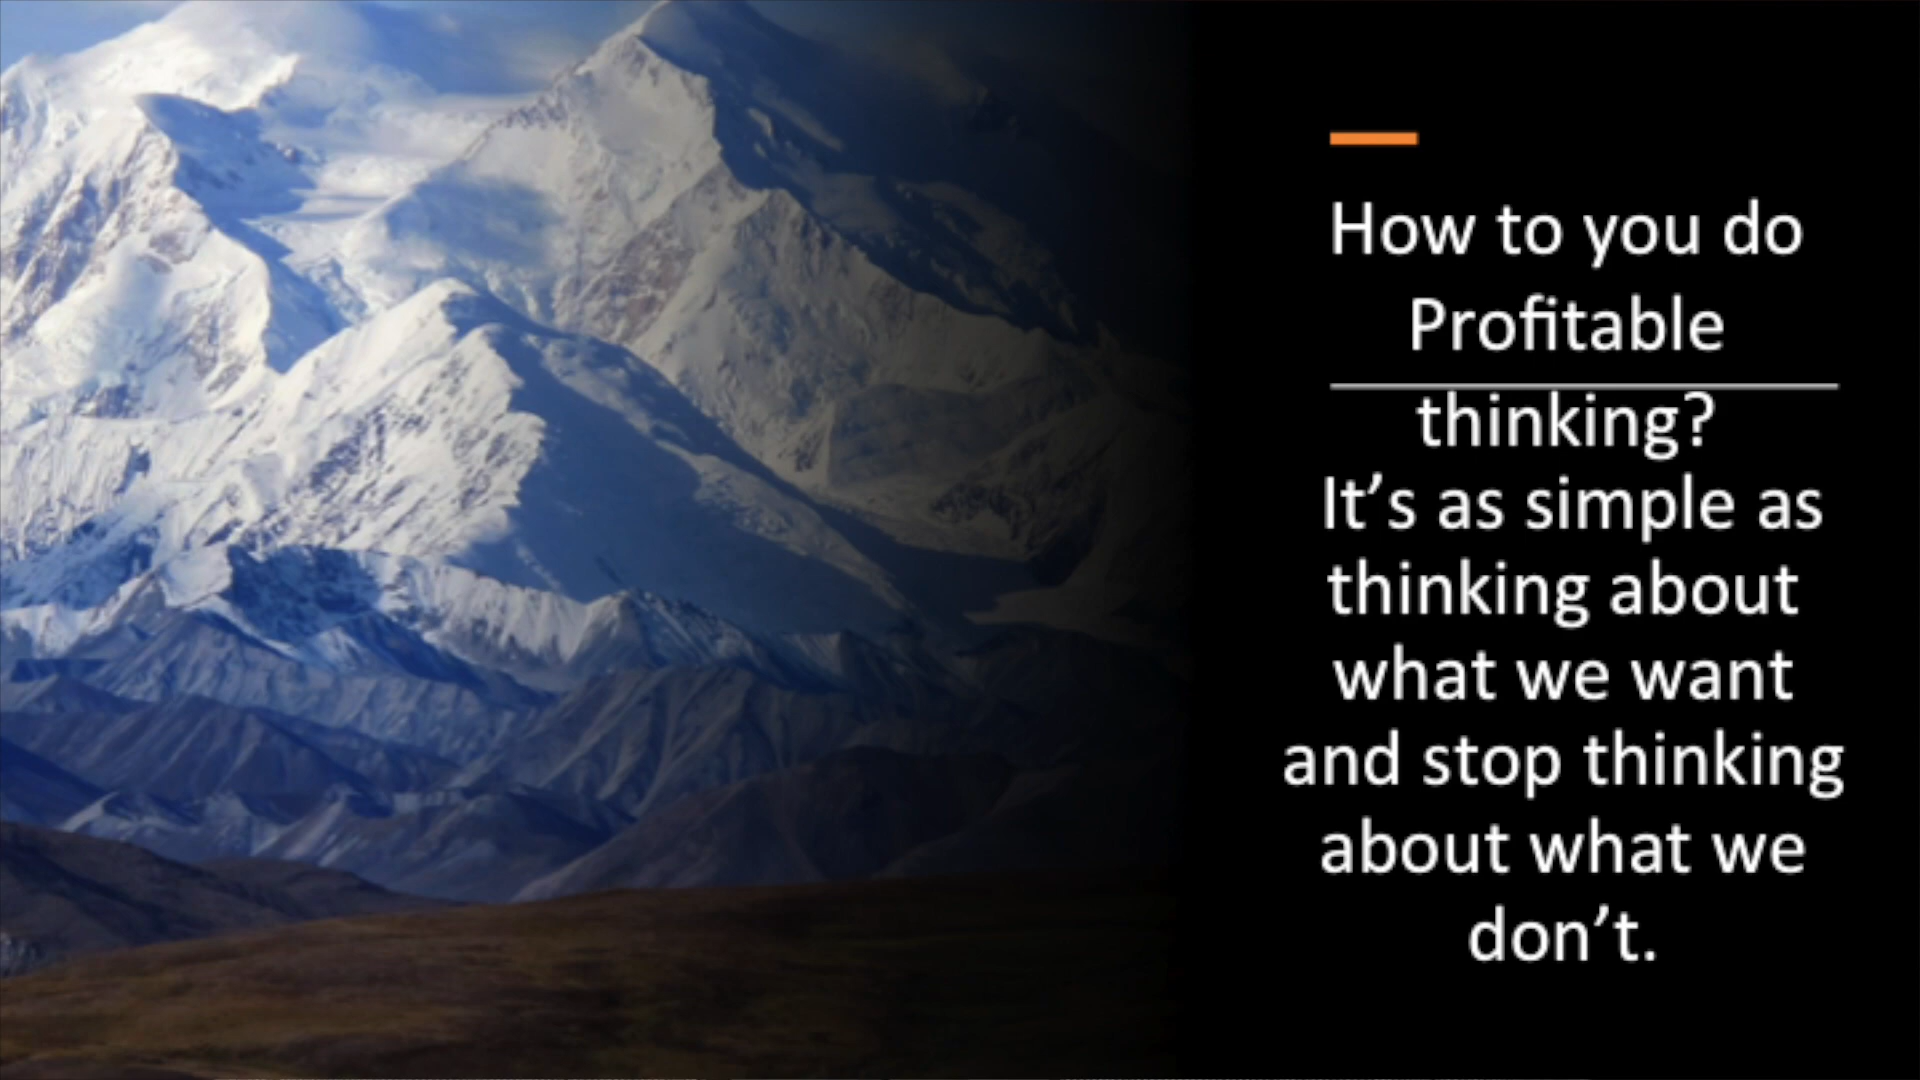 How to you do
Profitable
thinking?
It’s as simple as
thinking about
what we want
and stop thinking
about what we
don’t.